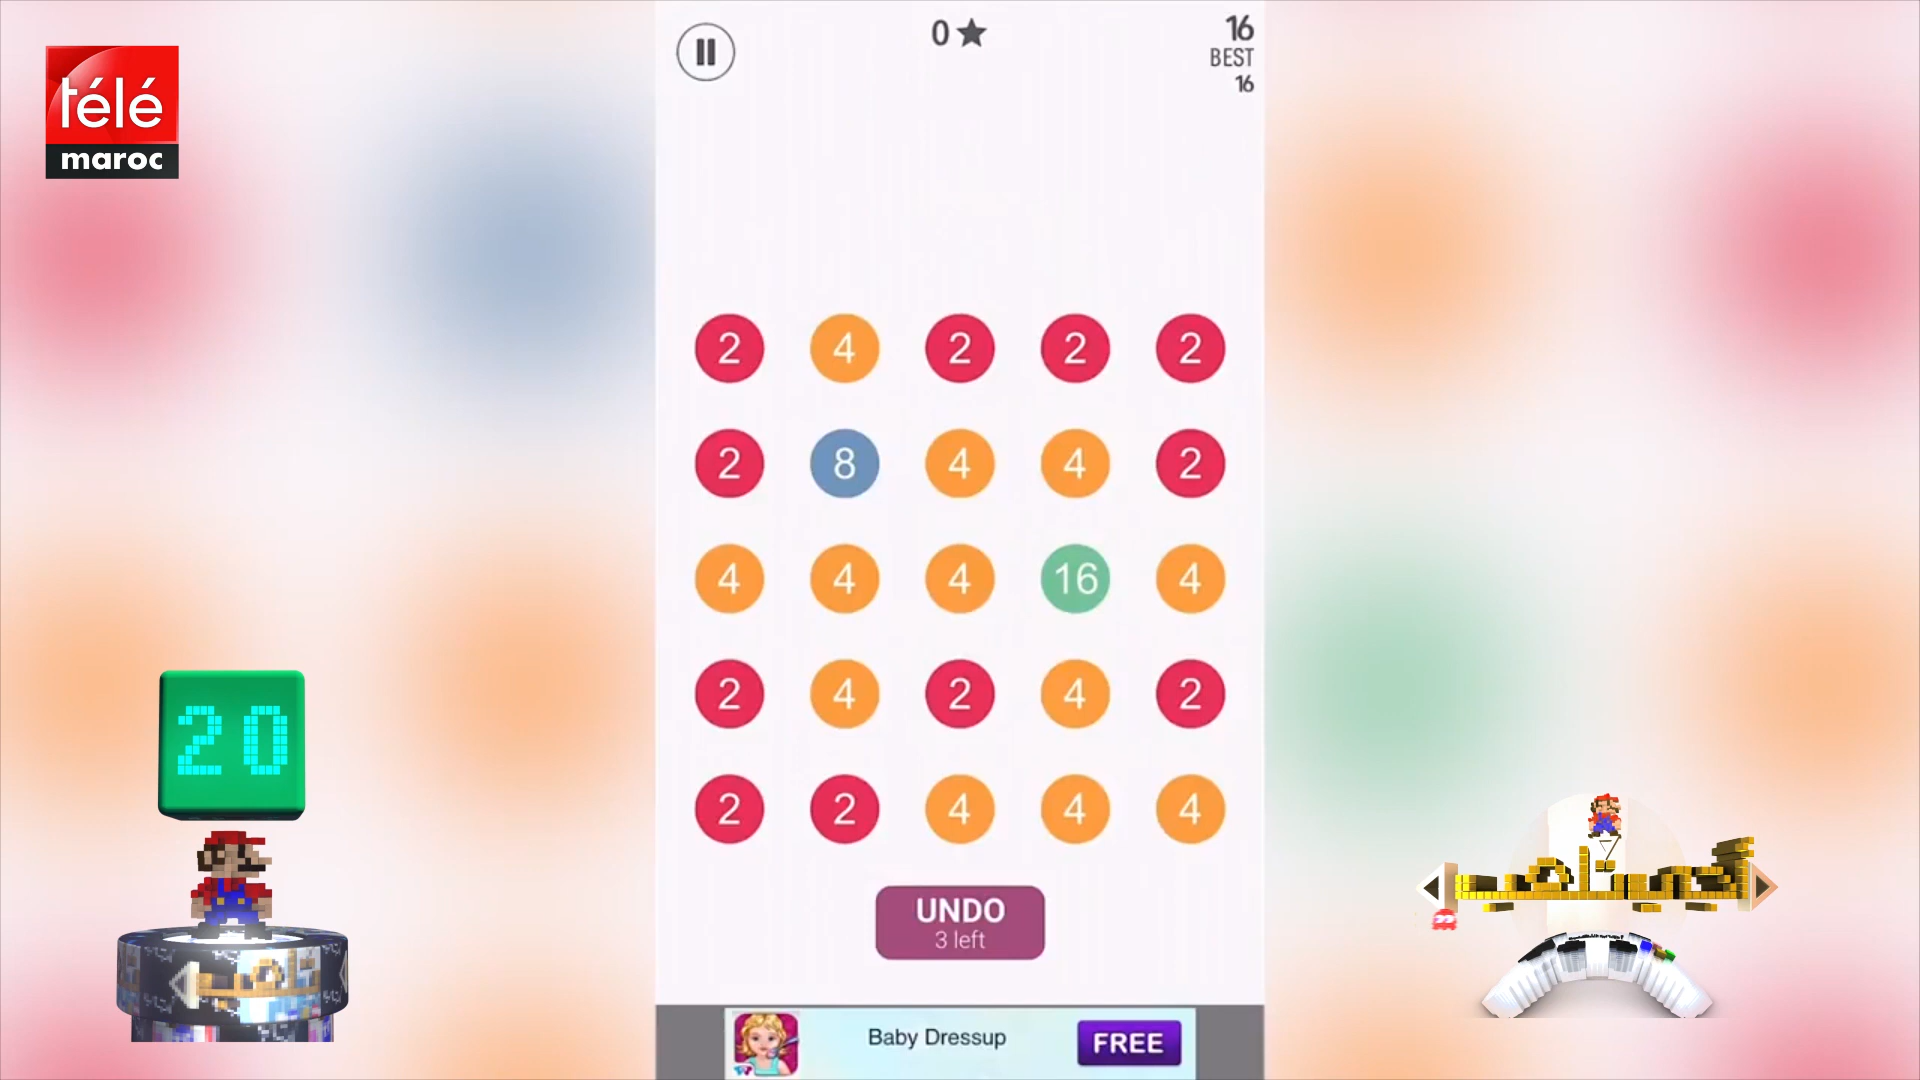 télé
maroc
0
16
BEST
16
2 4 2 2 2
2 8 4 4 2
4 4 4 16 4
2 4 2 4 2
2 2 4 4 4
20
UNDO
3 left
Baby Dressup
FREE